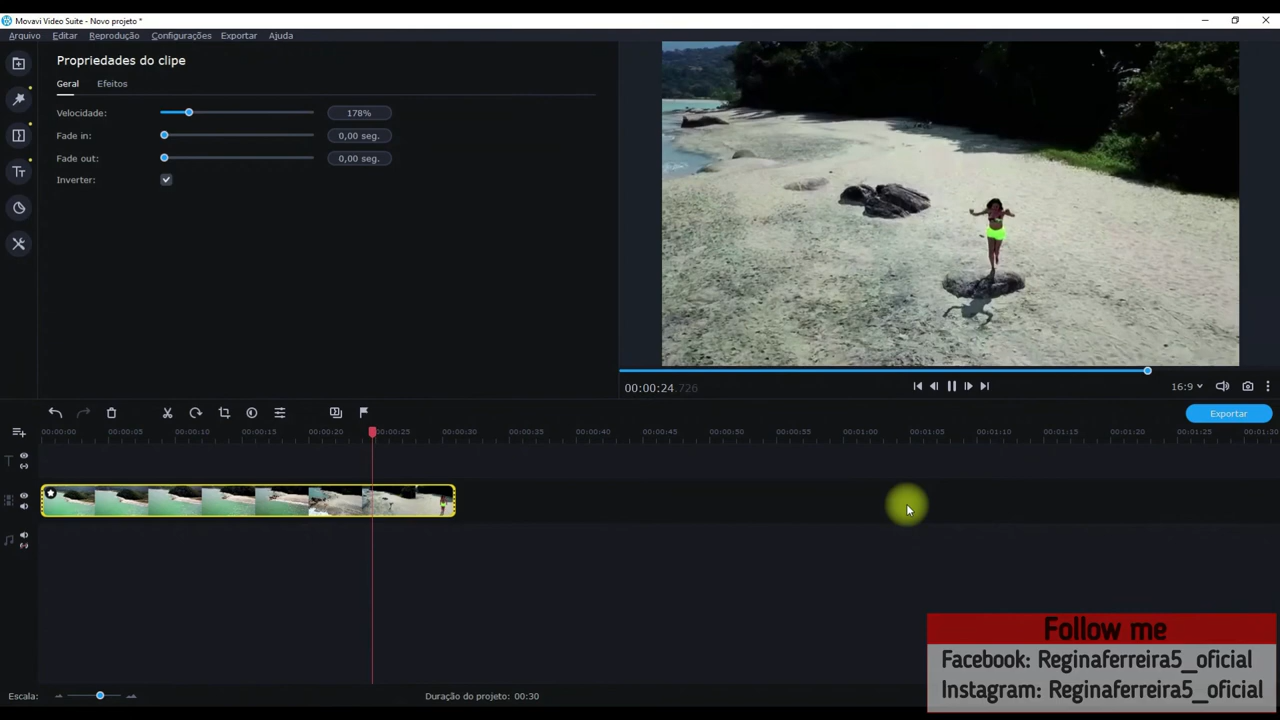 Movavi Video Suite - Novo projeto *
Arquivo Editar Reprodução Configurações Exportar Ajuda
Propriedades do clipe
Geral Efeitos
Velocidade: 178%
Fade in: 0,00 seg.
Fade out: 0,00 seg.
Inverter:
00:00:24.726
16:9
Exportar
00:00:00 00:00:05 00:00:10 00:00:15 00:00:20 00:00:25 00:00:30 00:00:35 00:00:40 00:00:45 00:00:50 00:00:55 00:01:00 00:01:05 00:01:10 00:01:15 00:01:20 00:01:25 00:01:30
Follow me
Facebook: Reginaferreira5_oficial
Instagram: Reginaferreira5_oficial
Escala: Duração do projeto: 00:30